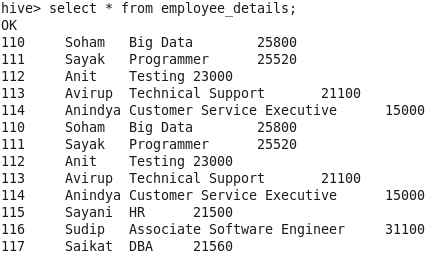 hive> select * from employee_details;
OK
110 Soham Big Data 25800
111 Sayak Programmer 25520
112 Anit Testing 23000
113 Avirup Technical Support 21100
114 Anindya Customer Service Executive 15000
110 Soham Big Data 25800
111 Sayak Programmer 25520
112 Anit Testing 23000
113 Avirup Technical Support 21100
114 Anindya Customer Service Executive 15000
115 Sayani HR 21500
116 Sudip Associate Software Engineer 31100
117 Saikat DBA 21560